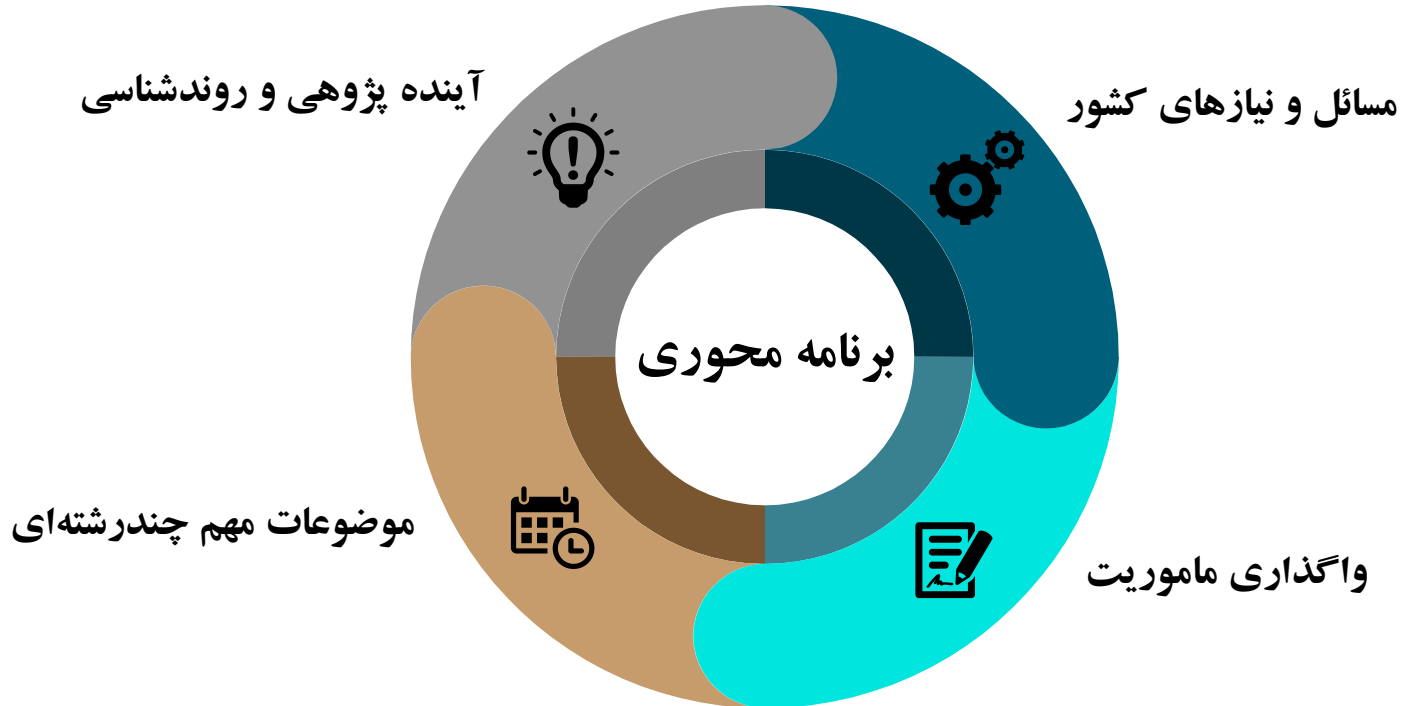 مسائل و نیازهای کشور
آینده پژوهی و روندشناسی
برنامه محوری
موضوعات مهم چندرشته‌ای
واگذاری ماموریت